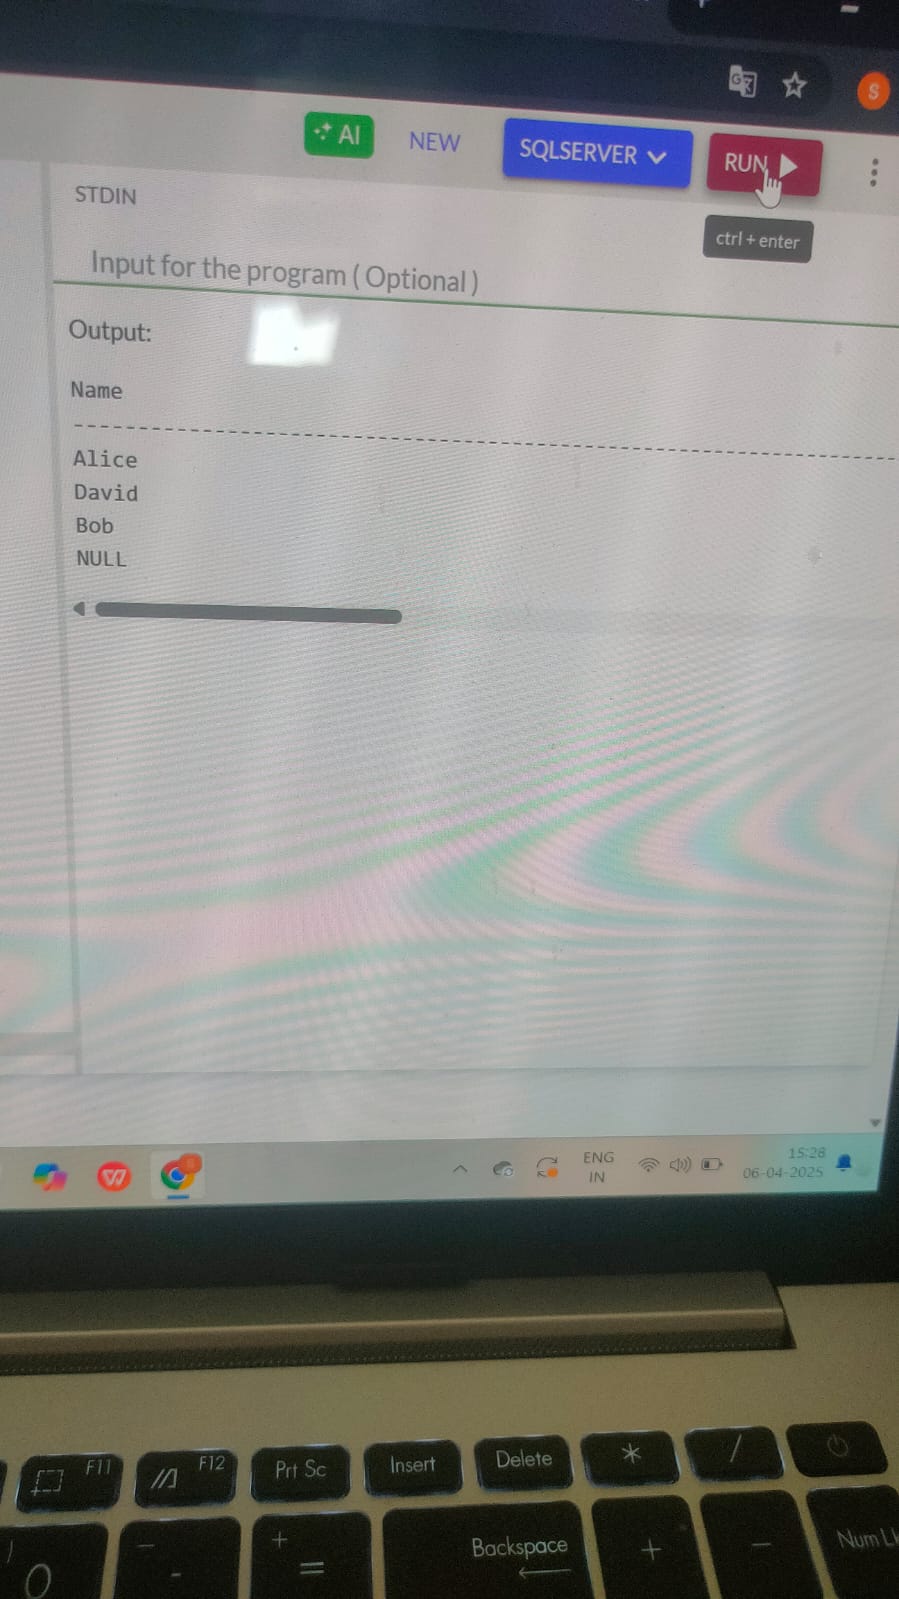 S
AI NEW SQLSERVER RUN
STDIN
ctrl + enter
Input for the program ( Optional )
Output:
Name
--------------------------------------------------------------
Alice
David
Bob
NULL
ENG
IN
15:28
06-04-2025
F11 F12 Prt Sc Insert Delete * /
) 0 — - + = Backspace + —